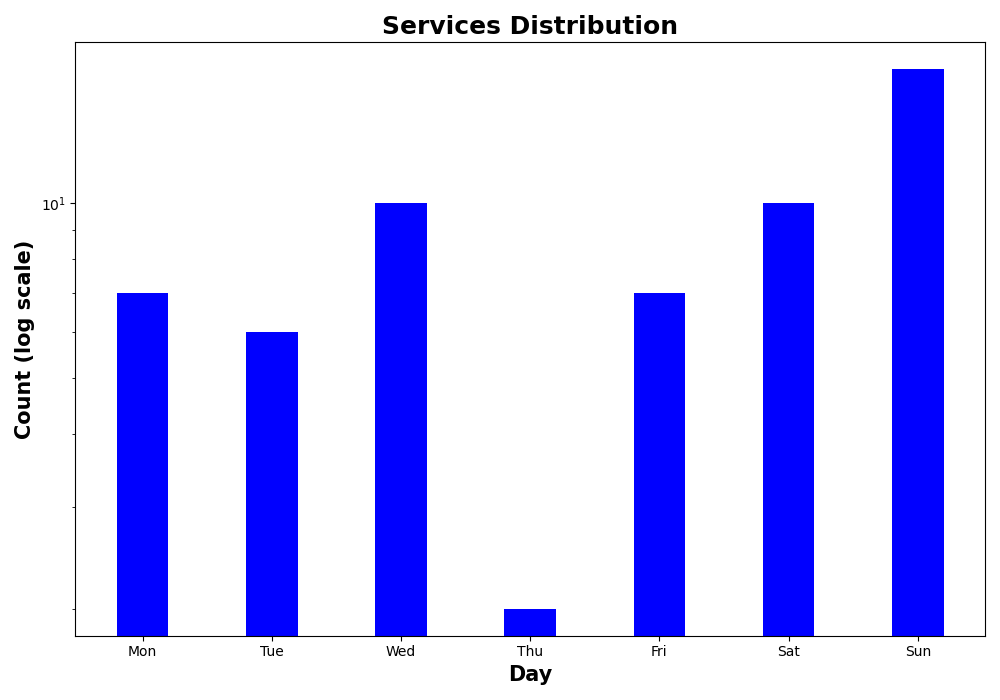 Services Distribution
Count (log scale)
10¹
Mon Tue Wed Thu Fri Sat Sun
Day